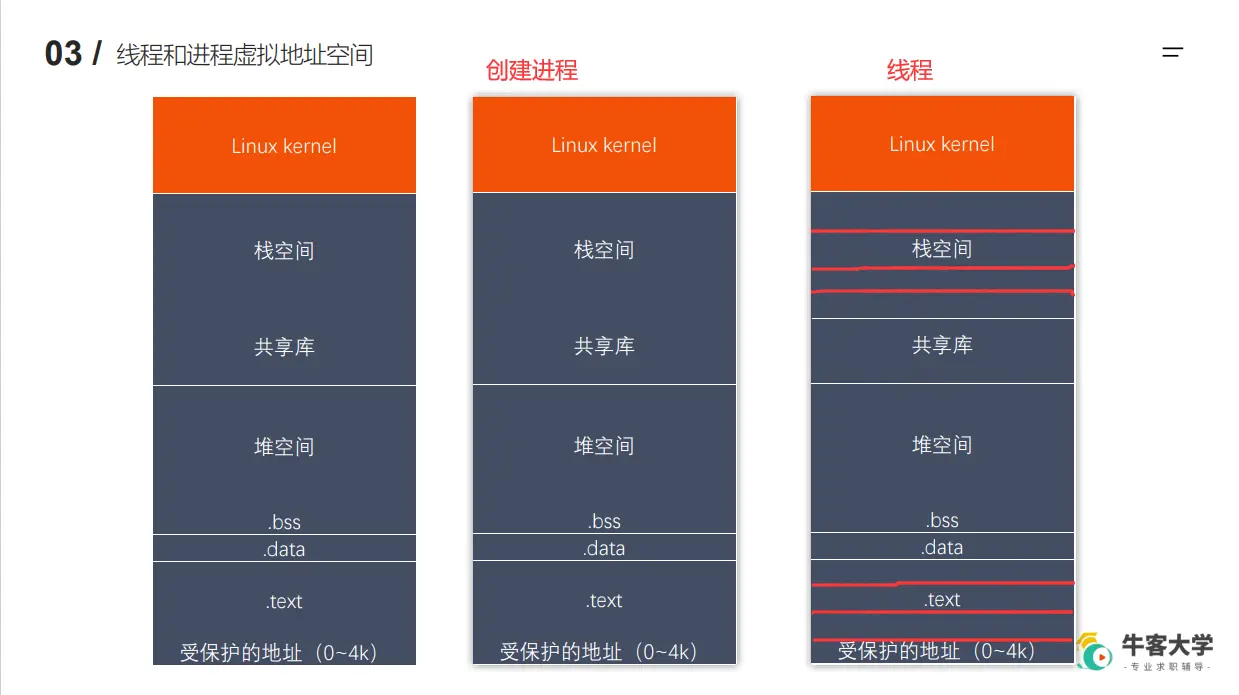 03 / 线程和进程虚拟地址空间
创建进程
线程
Linux kernel
栈空间
共享库
堆空间
.bss
.data
.text
受保护的地址（0~4k）
Linux kernel
栈空间
共享库
堆空间
.bss
.data
.text
受保护的地址（0~4k）
Linux kernel
栈空间
共享库
堆空间
.bss
.data
.text
受保护的地址（0~4k）
牛客大学
-专业求职辅导-